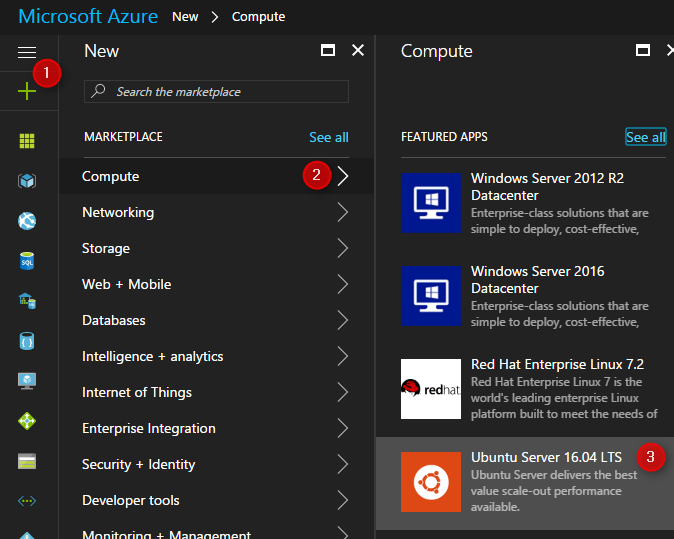 Microsoft Azure New > Compute
1
New
Search the marketplace
MARKETPLACE See all
Compute 2
Networking
Storage
Web + Mobile
Databases
Intelligence + analytics
Internet of Things
Enterprise Integration
Security + Identity
Developer tools
Monitoring + Management
SQL
Compute
FEATURED APPS See all
Windows Server 2012 R2
Datacenter
Enterprise-class solutions that are
simple to deploy, cost-effective,
Windows Server 2016
Datacenter
Enterprise-class solutions that are
simple to deploy, cost-effective,
redhat
Red Hat Enterprise Linux 7.2
Red Hat Enterprise Linux 7 is the
world's leading enterprise Linux
platform built to meet the needs of
Ubuntu Server 16.04 LTS 3
Ubuntu Server delivers the best
value scale-out performance
available.